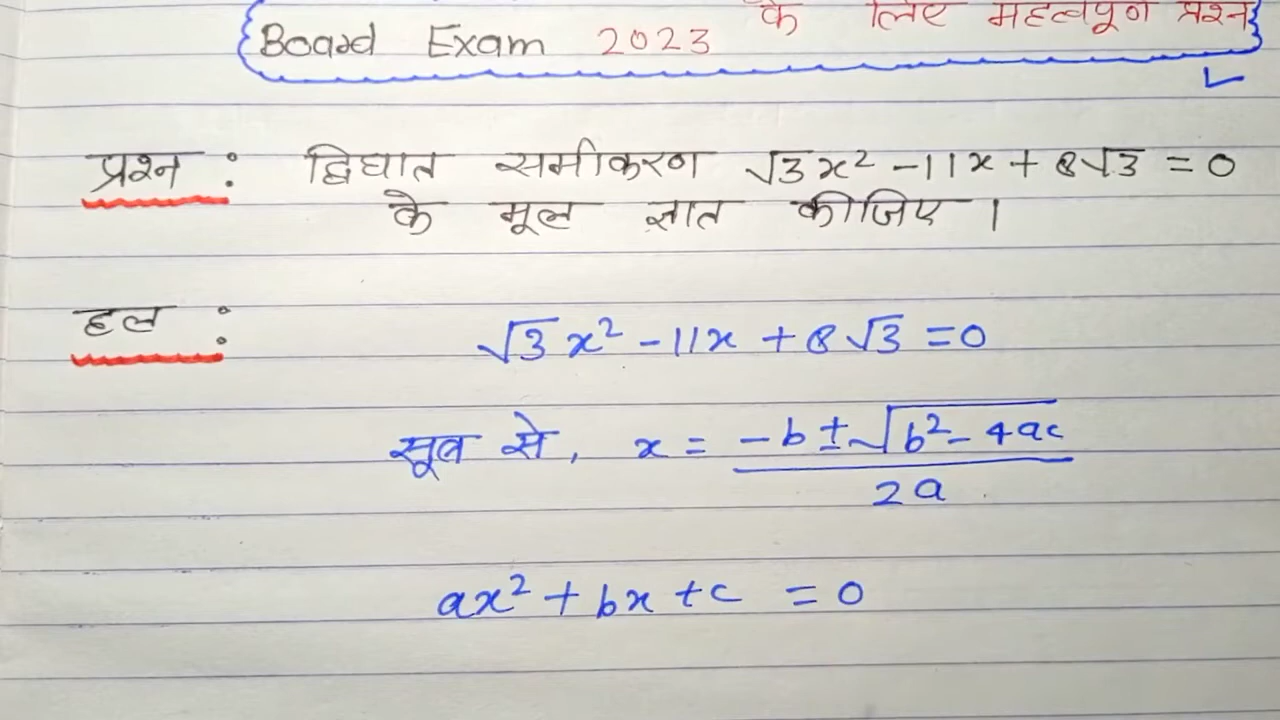 Board Exam 2023 के लिए महत्वपूर्ण प्रश्न
प्रश्न : द्विघात समीकरण √3x² - 11x + 8√3 = 0
के मूल ज्ञात कीजिए ।
हल :
√3x² - 11x + 8√3 = 0
सूत्र से, x = (-b ± √(b² - 4ac)) / 2a
ax² + bx + c = 0